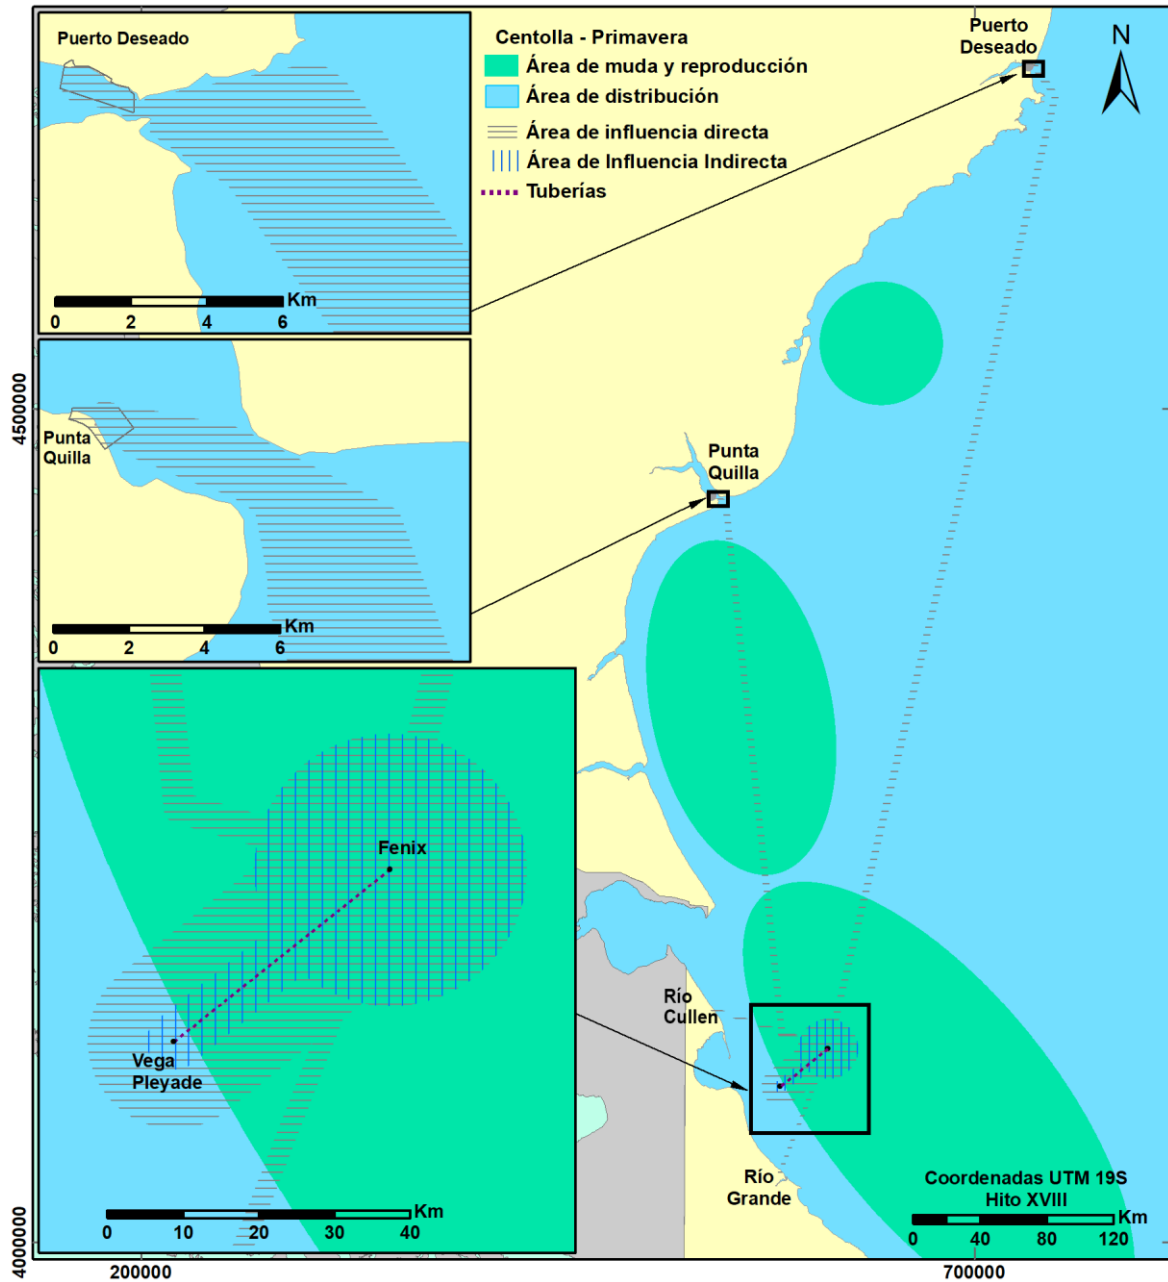 Puerto Deseado
Km
0 2 4 6
Punta
Quilla
Km
0 2 4 6
Fenix
Vega
Pleyade
Km
0 10 20 30 40
Centolla - Primavera
Área de muda y reproducción
Área de distribución
Área de influencia directa
Área de Influencia Indirecta
Tuberías
Puerto
Deseado
N
Punta
Quilla
Río
Cullen
Río
Grande
Coordenadas UTM 19S
Hito XVIII
Km
0 40 80 120
4500000
4000000
200000
700000